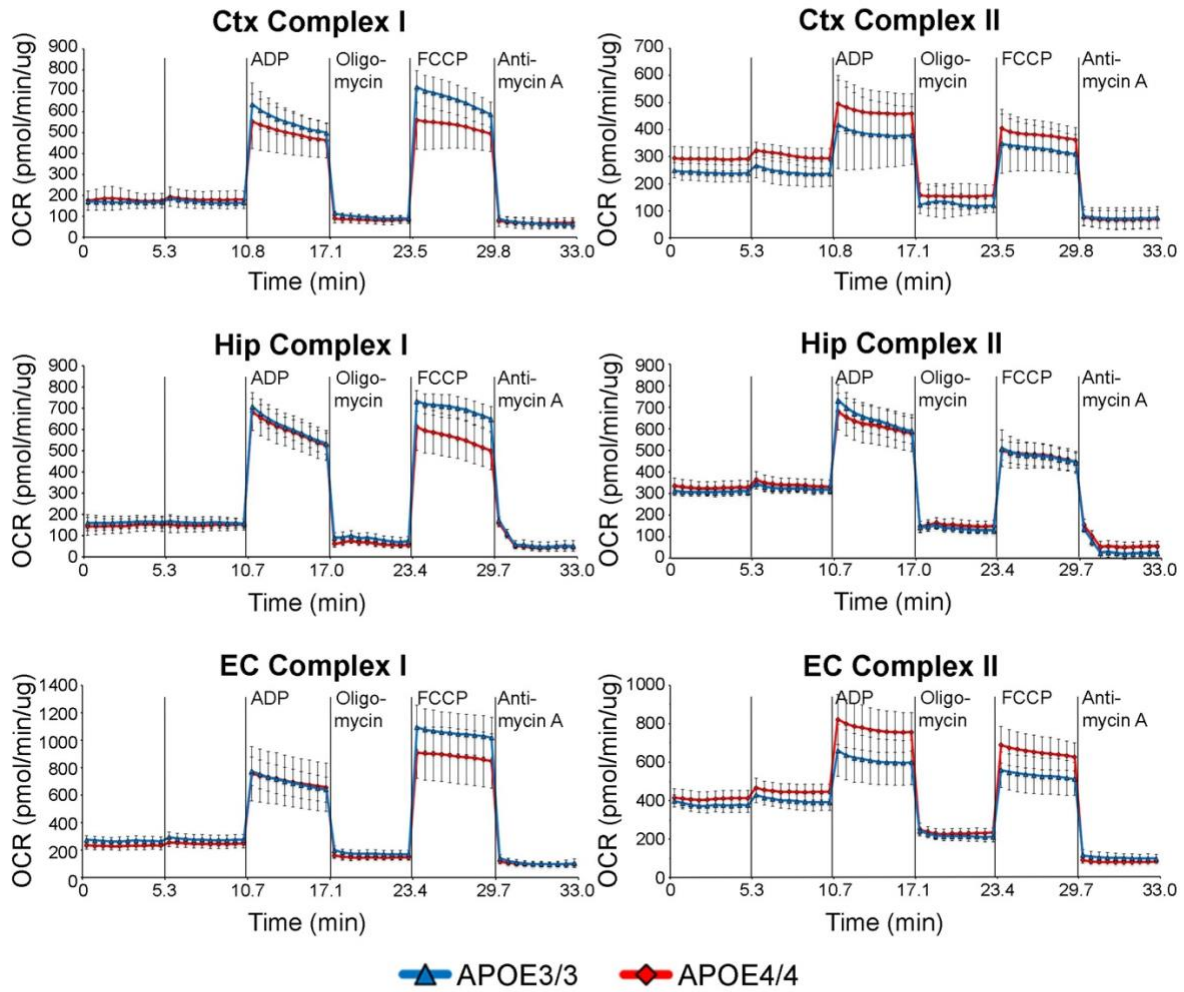 Ctx Complex I
OCR (pmol/min/ug)
900
800
700
600
500
400
300
200
100
0
ADP
Oligo-
mycin
FCCP
Anti-
mycin A
0 5.3 10.8 17.1 23.5 29.8 33.0
Time (min)
Ctx Complex II
OCR (pmol/min/ug)
700
600
500
400
300
200
100
0
ADP
Oligo-
mycin
FCCP
Anti-
mycin A
0 5.3 10.8 17.1 23.5 29.8 33.0
Time (min)
Hip Complex I
OCR (pmol/min/ug)
900
800
700
600
500
400
300
200
100
0
ADP
Oligo-
mycin
FCCP
Anti-
mycin A
0 5.3 10.7 17.0 23.4 29.7 33.0
Time (min)
Hip Complex II
OCR (pmol/min/ug)
900
800
700
600
500
400
300
200
100
0
ADP
Oligo-
mycin
FCCP
Anti-
mycin A
0 5.3 10.7 17.0 23.4 29.7 33.0
Time (min)
EC Complex I
OCR (pmol/min/ug)
1400
1200
1000
800
600
400
200
0
ADP
Oligo-
mycin
FCCP
Anti-
mycin A
0 5.3 10.7 17.1 23.4 29.7 33.0
Time (min)
EC Complex II
OCR (pmol/min/ug)
1000
800
600
400
200
0
ADP
Oligo-
mycin
FCCP
Anti-
mycin A
0 5.3 10.7 17.1 23.4 29.7 33.0
Time (min)
APOE3/3 APOE4/4